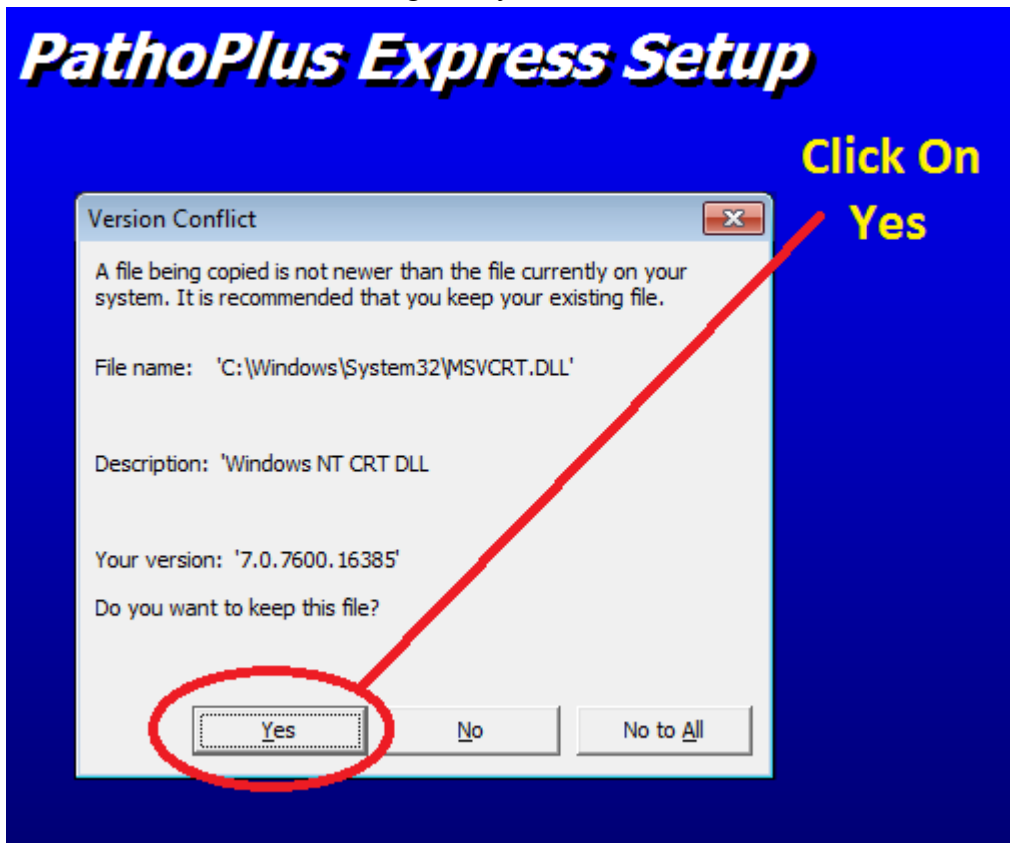 PathoPlus Express Setup
Click On
Yes
Version Conflict
A file being copied is not newer than the file currently on your
system. It is recommended that you keep your existing file.
File name: 'C:\Windows\System32\MSVCRT.DLL'
Description: 'Windows NT CRT DLL
Your version: '7.0.7600.16385'
Do you want to keep this file?
Yes
No
No to All